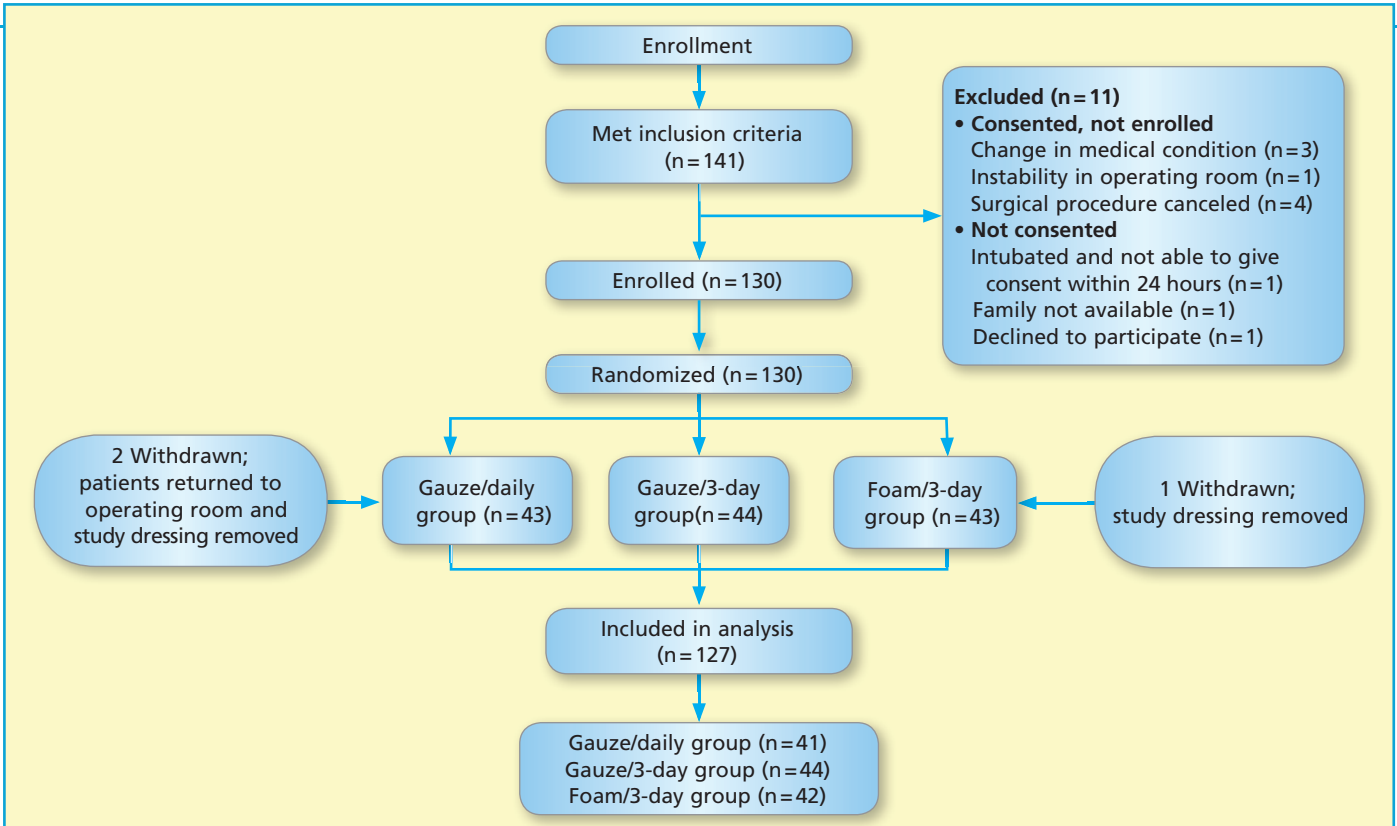 Enrollment
Met inclusion criteria
(n=141)
Excluded (n=11)
• Consented, not enrolled
Change in medical condition (n=3)
Instability in operating room (n=1)
Surgical procedure canceled (n=4)
• Not consented
Intubated and not able to give
consent within 24 hours (n=1)
Family not available (n=1)
Declined to participate (n=1)
Enrolled (n=130)
Randomized (n=130)
2 Withdrawn;
patients returned to
operating room and
study dressing removed
Gauze/daily
group (n=43)
Gauze/3-day
group(n=44)
Foam/3-day
group (n=43)
1 Withdrawn;
study dressing removed
Included in analysis
(n=127)
Gauze/daily group (n=41)
Gauze/3-day group (n=44)
Foam/3-day group (n=42)